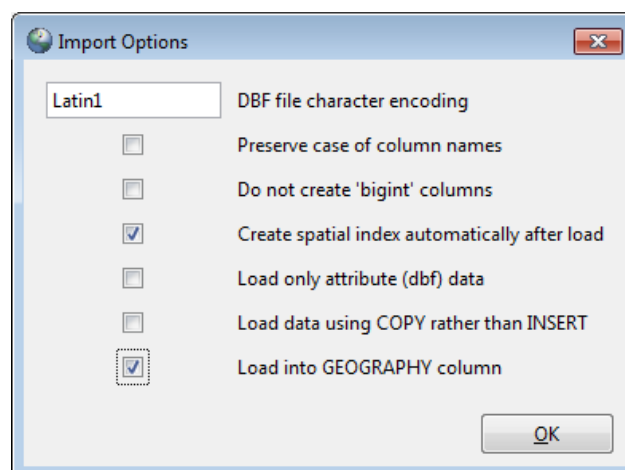 Import Options
Latin1 DBF file character encoding
Preserve case of column names
Do not create 'bigint' columns
Create spatial index automatically after load
Load only attribute (dbf) data
Load data using COPY rather than INSERT
Load into GEOGRAPHY column
OK